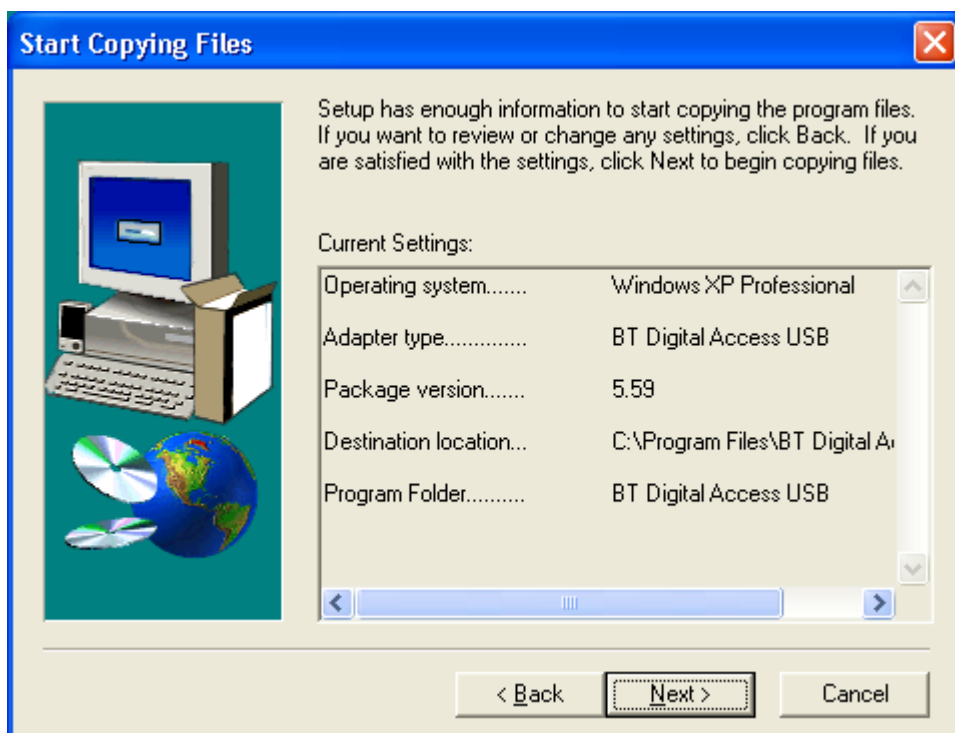 Start Copying Files
Setup has enough information to start copying the program files.
If you want to review or change any settings, click Back. If you
are satisfied with the settings, click Next to begin copying files.
Current Settings:
Operating system....... Windows XP Professional
Adapter type.............. BT Digital Access USB
Package version....... 5.59
Destination location... C:\Program Files\BT Digital
Program Folder.......... BT Digital Access USB
< Back
Next >
Cancel